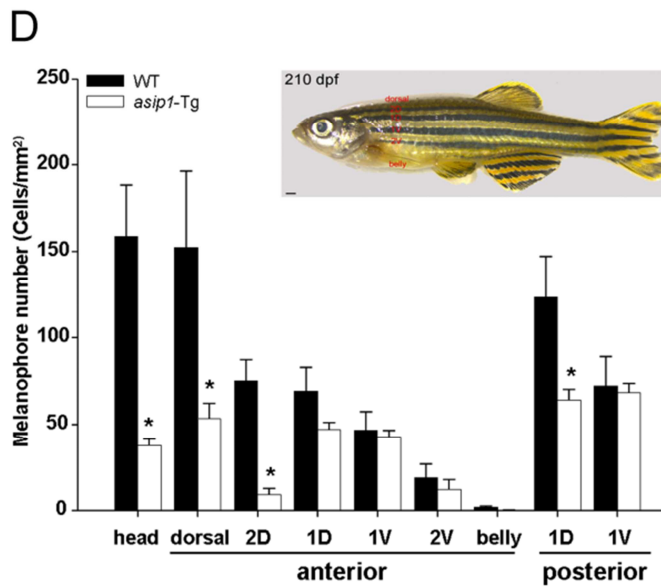 D
250
200
150
100
50
0
Melanophore number (Cells/mm²)
WT
asip1-Tg
210 dpf
dorsal
2V
belly
*
*
*
*
head dorsal 2D 1D 1V 2V belly 1D 1V
anterior posterior